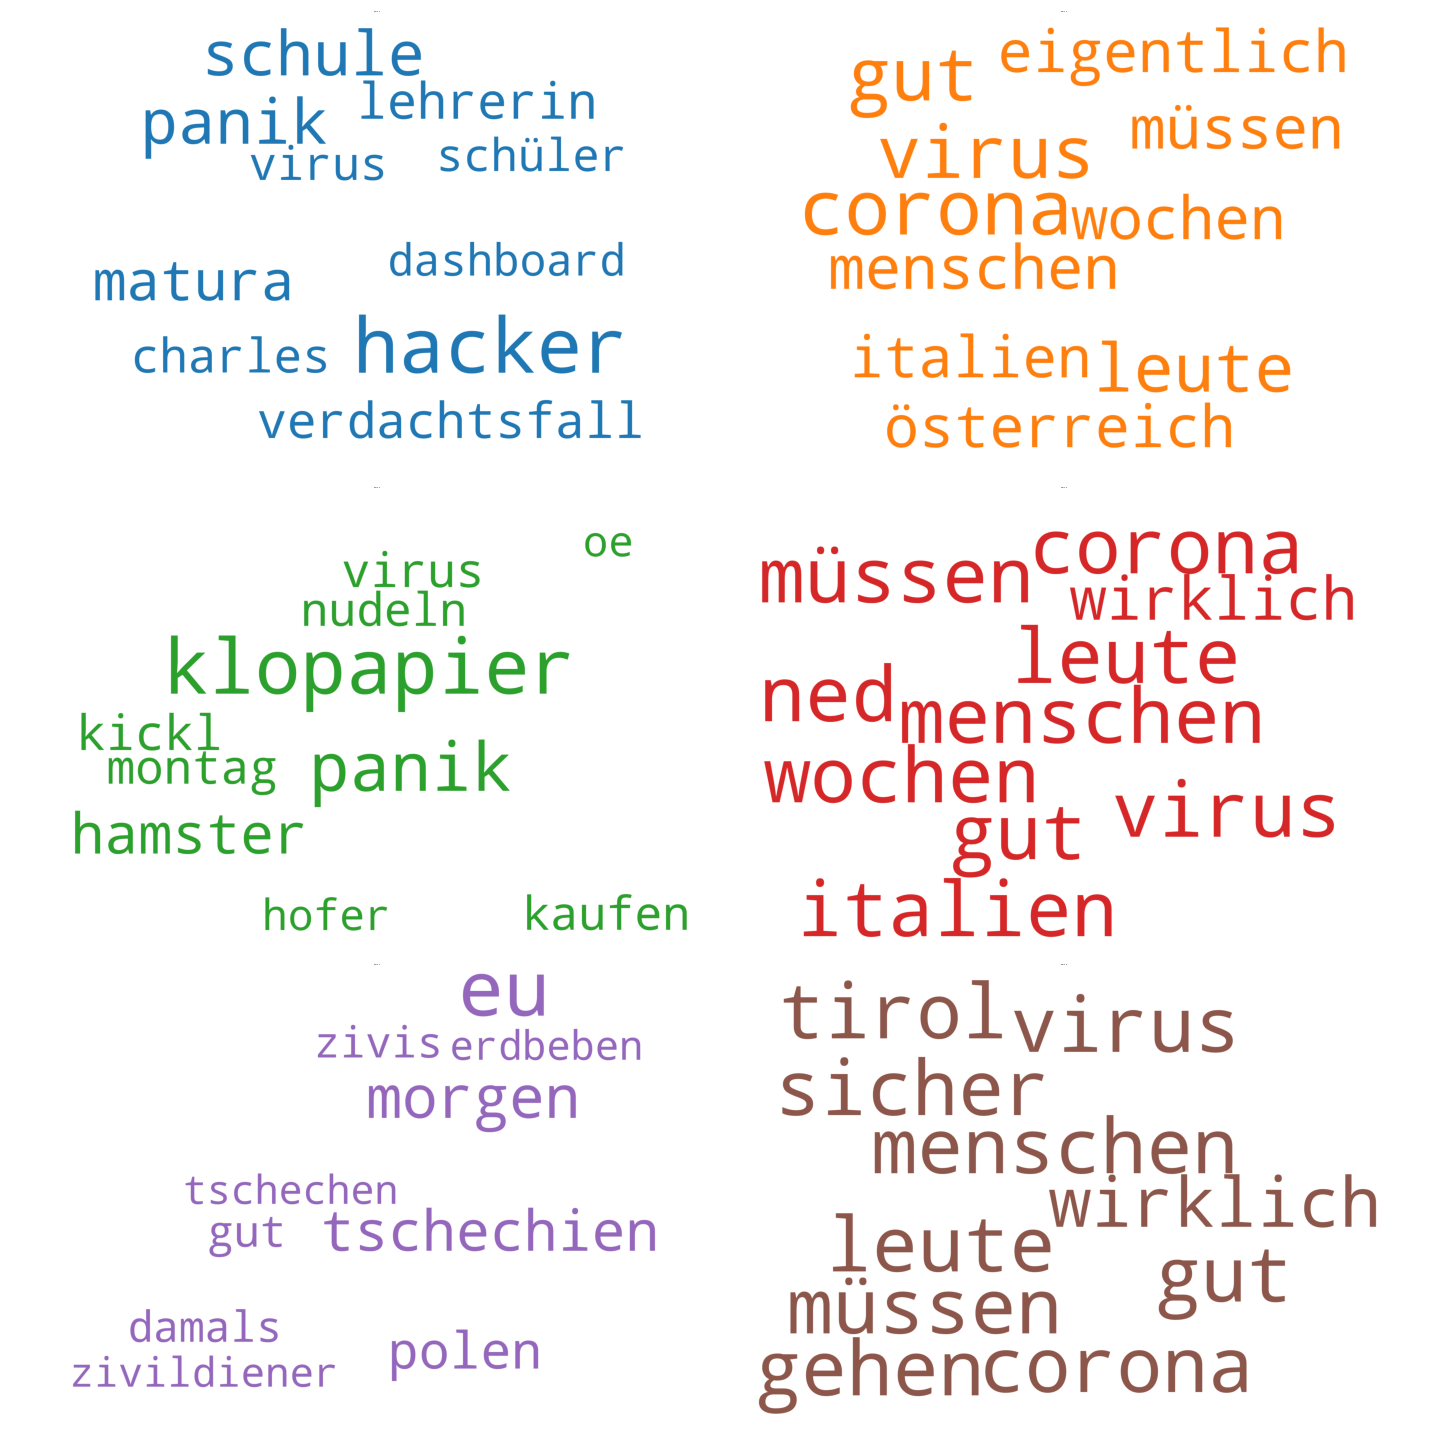 schule
panik lehrerin
virus schüler
matura dashboard
charles hacker
verdachtsfall
gut eigentlich
virus müssen
corona wochen
menschen
italien leute
österreich
oe
virus
nudeln
klopapier
kickl
montag panik
hamster
hofer kaufen
müssen corona
wirklich
leute
ned menschen
wochen virus
gut
italien
eu
zivis erdbeben
morgen
tschechen
gut tschechien
damals
zivildiener polen
tirol virus
sicher
menschen
wirklich
leute gut
müssen
gehen corona